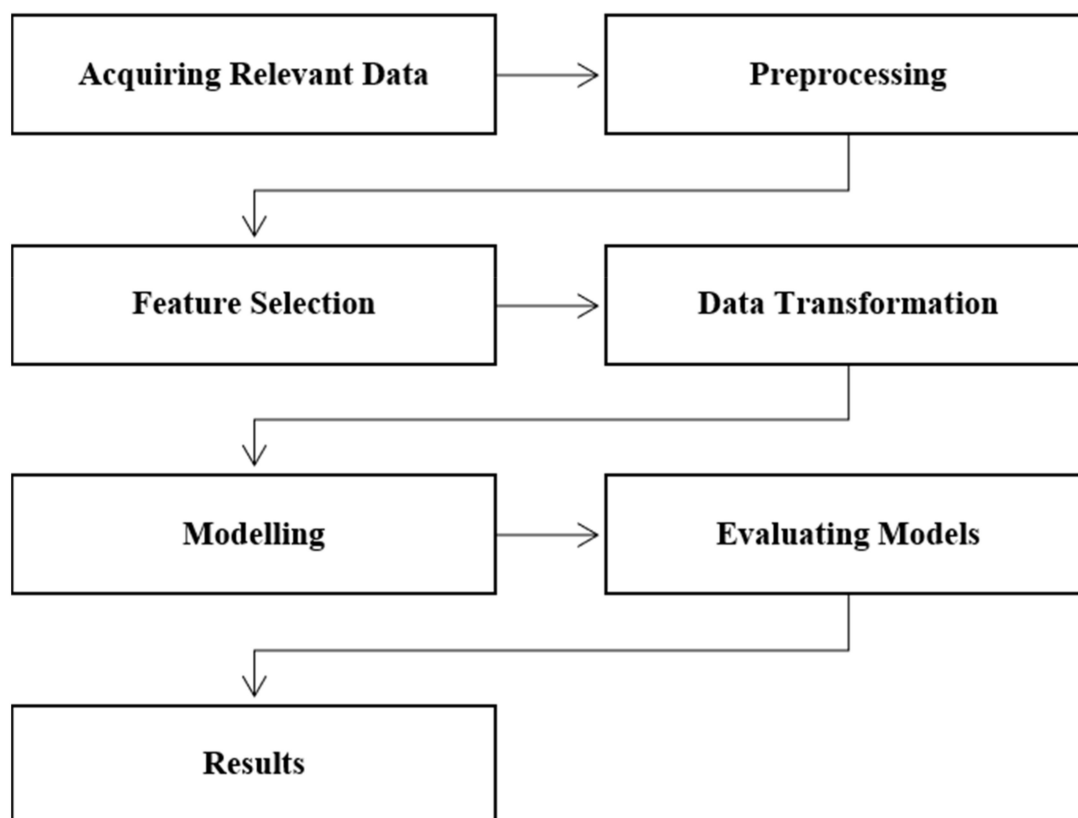 Acquiring Relevant Data
Preprocessing
Feature Selection
Data Transformation
Modelling
Evaluating Models
Results